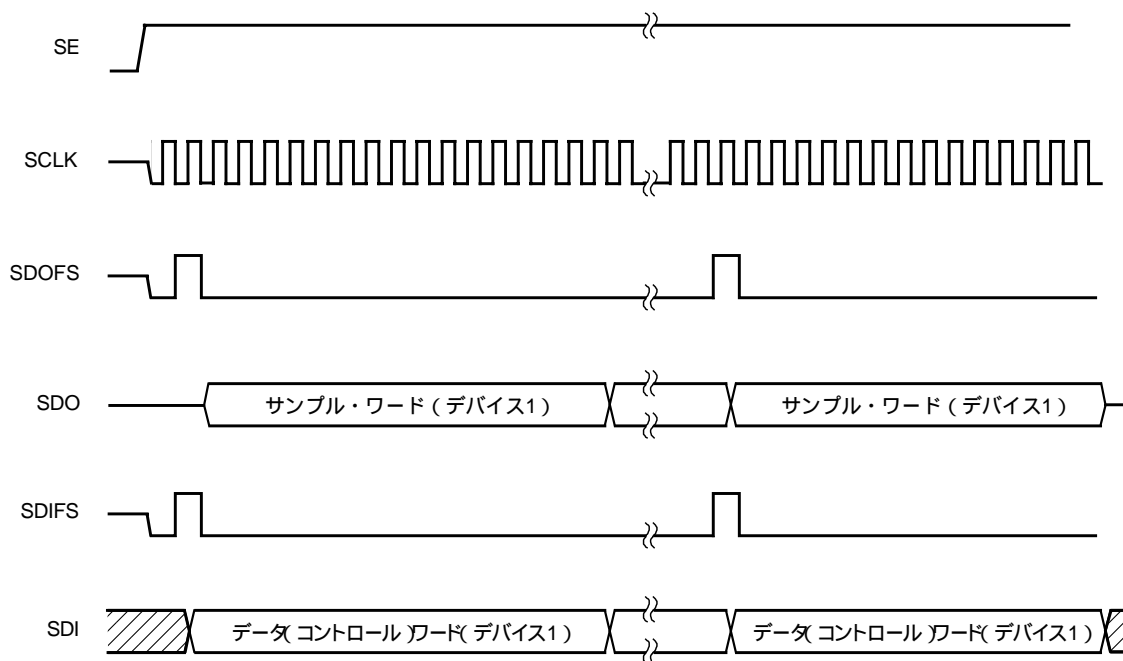 SE
SCLK
SDOFS
SDO
サンプル・ワード(デバイス1)
サンプル・ワード(デバイス1)
SDIFS
SDI
データ(コントロール)ワード(デバイス1)
データ(コントロール)ワード(デバイス1)